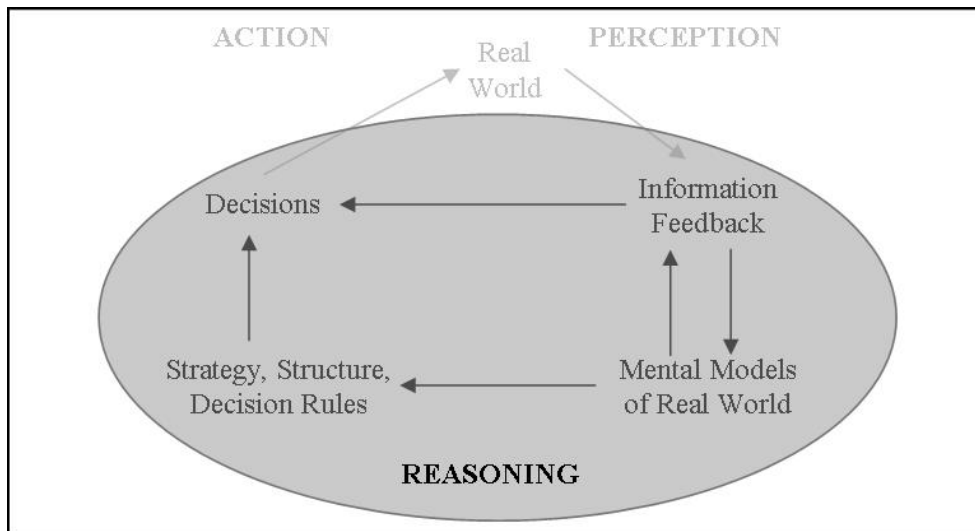 ACTION
PERCEPTION
Real
World
Decisions
Information
Feedback
Strategy, Structure,
Decision Rules
Mental Models
of Real World
REASONING